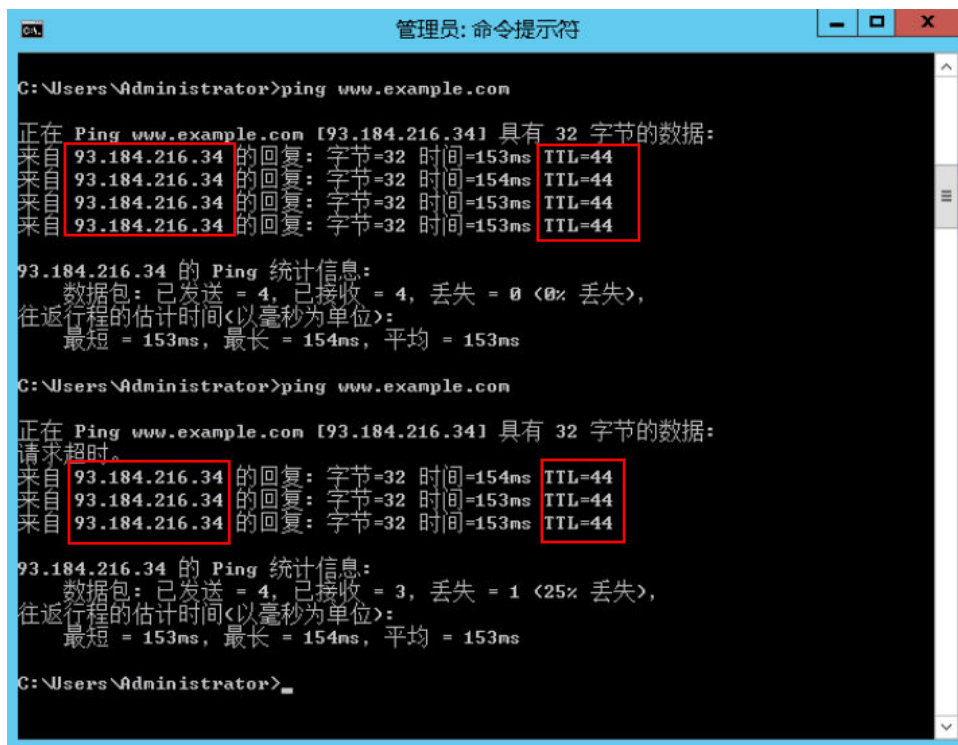 管理员: 命令提示符
C:\Users\Administrator>ping www.example.com
正在 Ping www.example.com [93.184.216.34] 具有 32 字节的数据:
来自 93.184.216.34 的回复: 字节=32 时间=153ms TTL=44
来自 93.184.216.34 的回复: 字节=32 时间=154ms TTL=44
来自 93.184.216.34 的回复: 字节=32 时间=153ms TTL=44
来自 93.184.216.34 的回复: 字节=32 时间=153ms TTL=44
93.184.216.34 的 Ping 统计信息:
数据包: 已发送 = 4, 已接收 = 4, 丢失 = 0 (0% 丢失),
往返行程的估计时间(以毫秒为单位):
最短 = 153ms, 最长 = 154ms, 平均 = 153ms
C:\Users\Administrator>ping www.example.com
正在 Ping www.example.com [93.184.216.34] 具有 32 字节的数据:
请求超时。
来自 93.184.216.34 的回复: 字节=32 时间=154ms TTL=44
来自 93.184.216.34 的回复: 字节=32 时间=153ms TTL=44
来自 93.184.216.34 的回复: 字节=32 时间=153ms TTL=44
93.184.216.34 的 Ping 统计信息:
数据包: 已发送 = 4, 已接收 = 3, 丢失 = 1 (25% 丢失),
往返行程的估计时间(以毫秒为单位):
最短 = 153ms, 最长 = 154ms, 平均 = 153ms
C:\Users\Administrator>